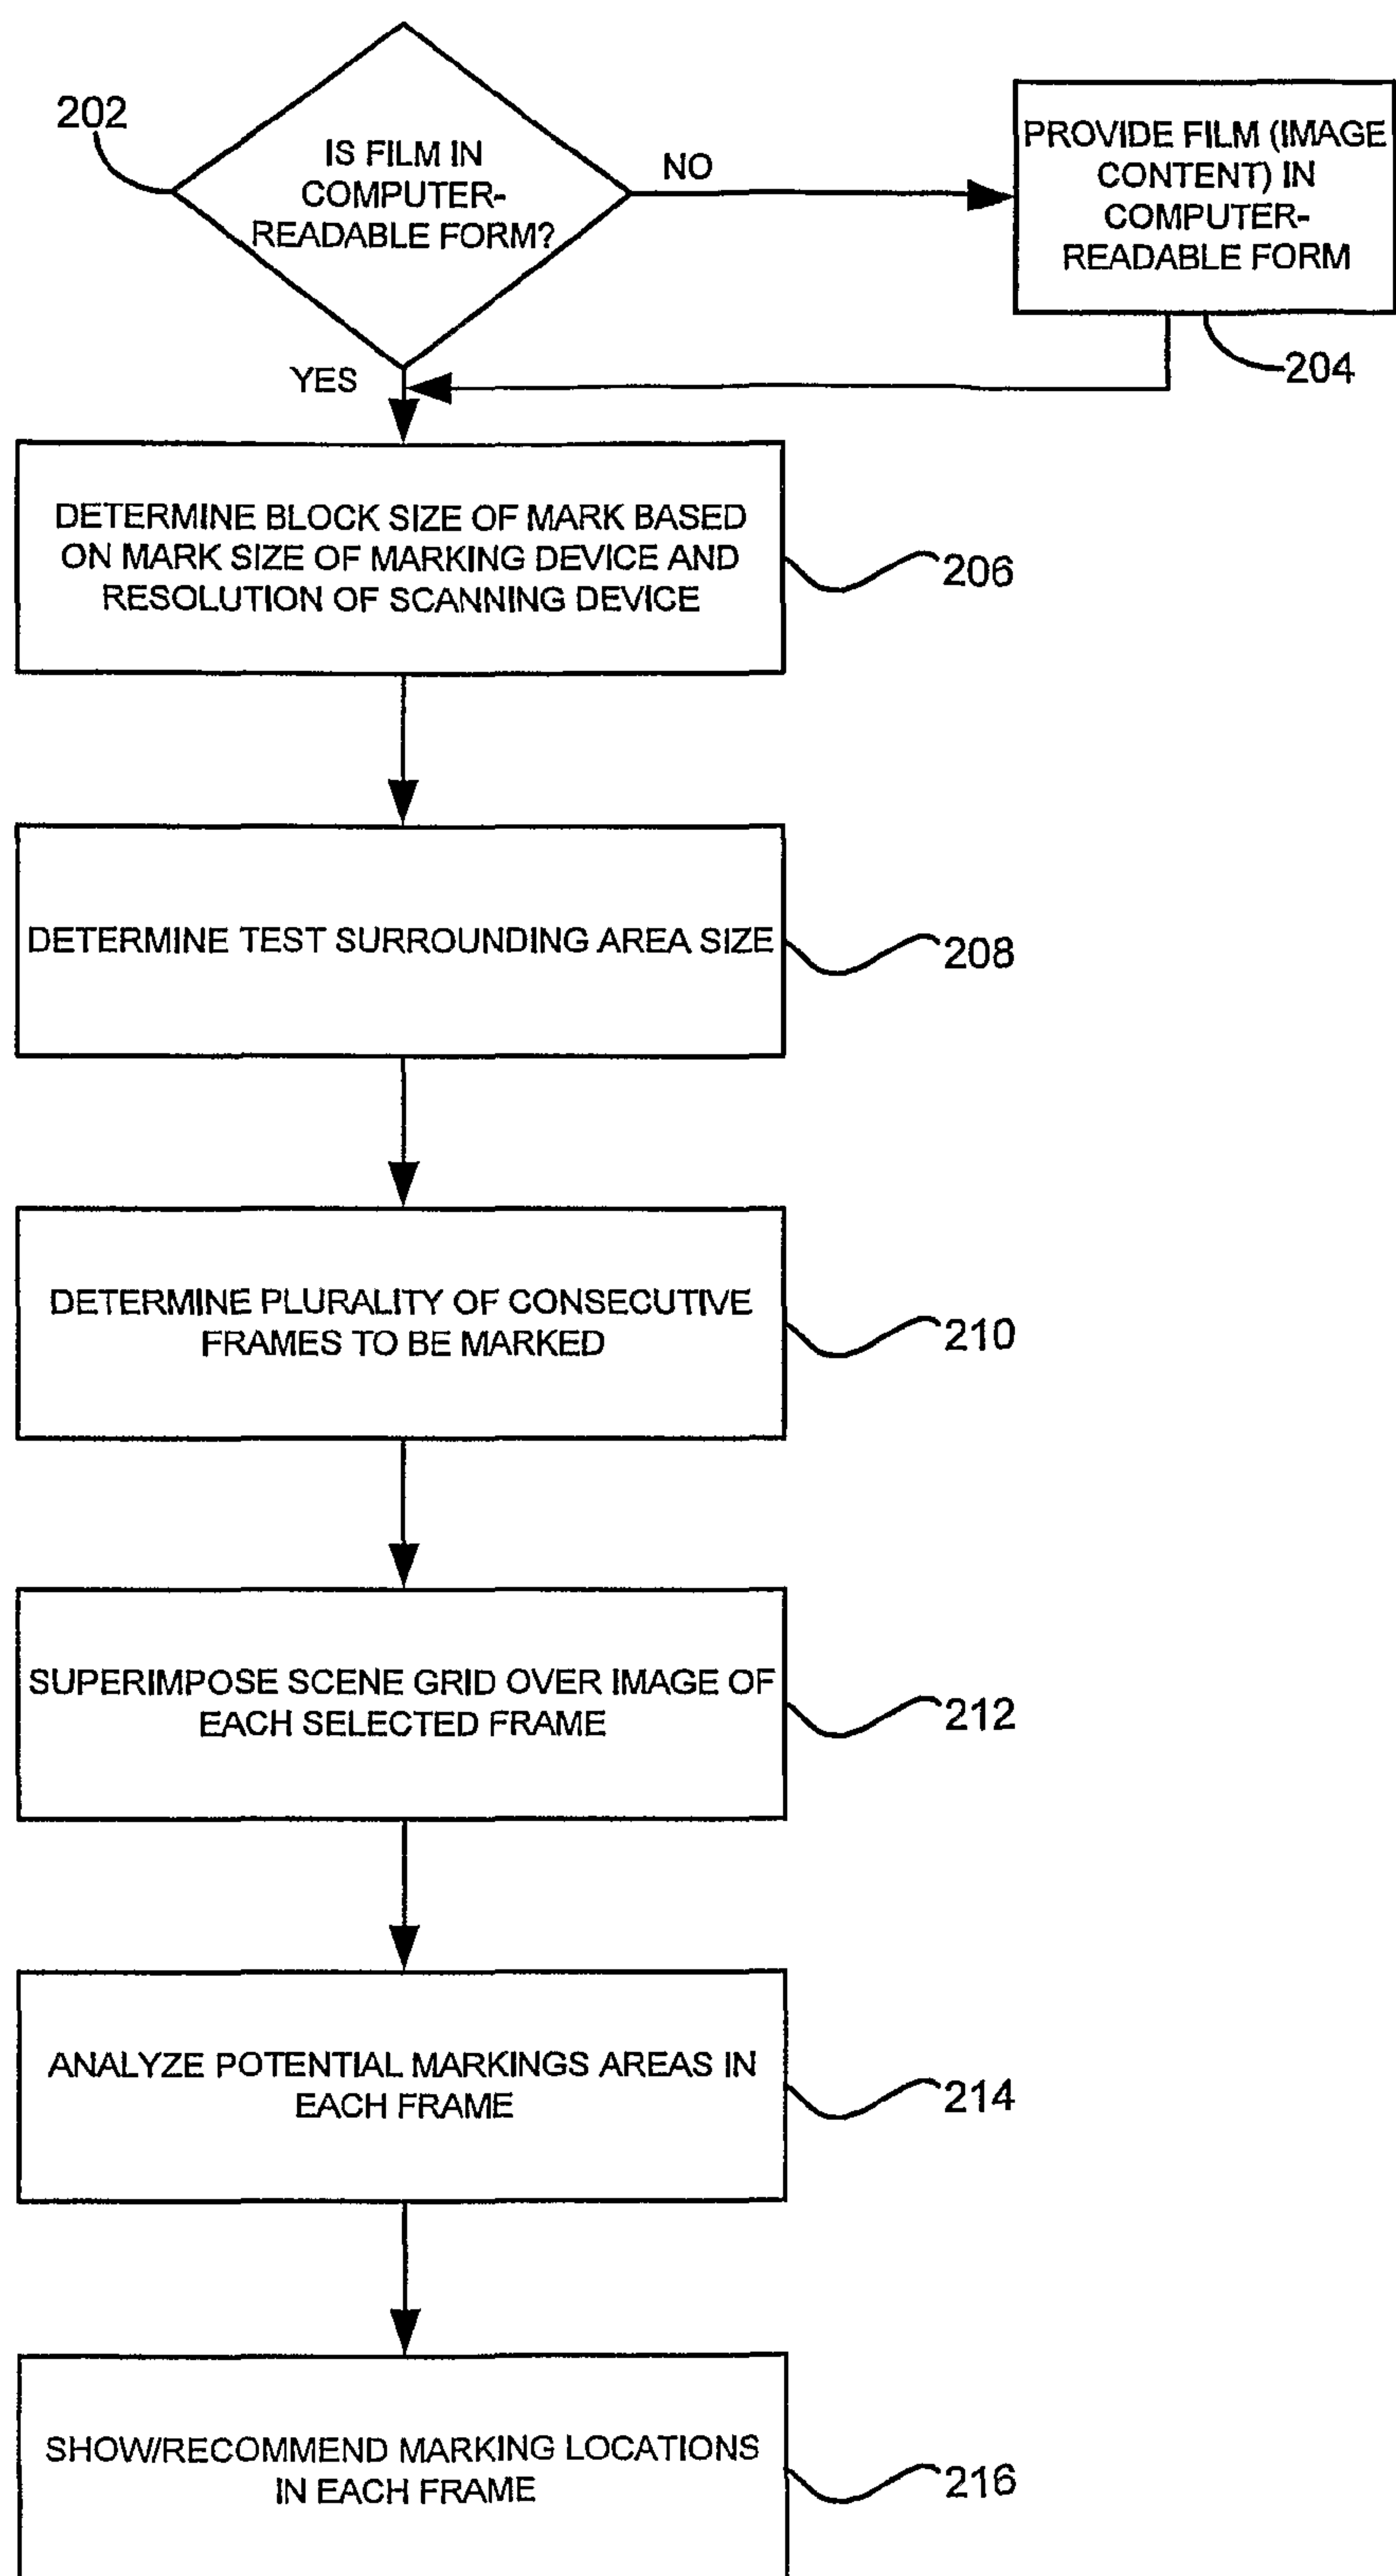 202
IS FILM IN
COMPUTER-
READABLE FORM?
NO
PROVIDE FILM (IMAGE
CONTENT) IN
COMPUTER-
READABLE FORM
204
YES
DETERMINE BLOCK SIZE OF MARK BASED
ON MARK SIZE OF MARKING DEVICE AND
RESOLUTION OF SCANNING DEVICE
206
DETERMINE TEST SURROUNDING AREA SIZE
208
DETERMINE PLURALITY OF CONSECUTIVE
FRAMES TO BE MARKED
210
SUPERIMPOSE SCENE GRID OVER IMAGE OF
EACH SELECTED FRAME
212
ANALYZE POTENTIAL MARKINGS AREAS IN
EACH FRAME
214
SHOW/RECOMMEND MARKING LOCATIONS
IN EACH FRAME
216